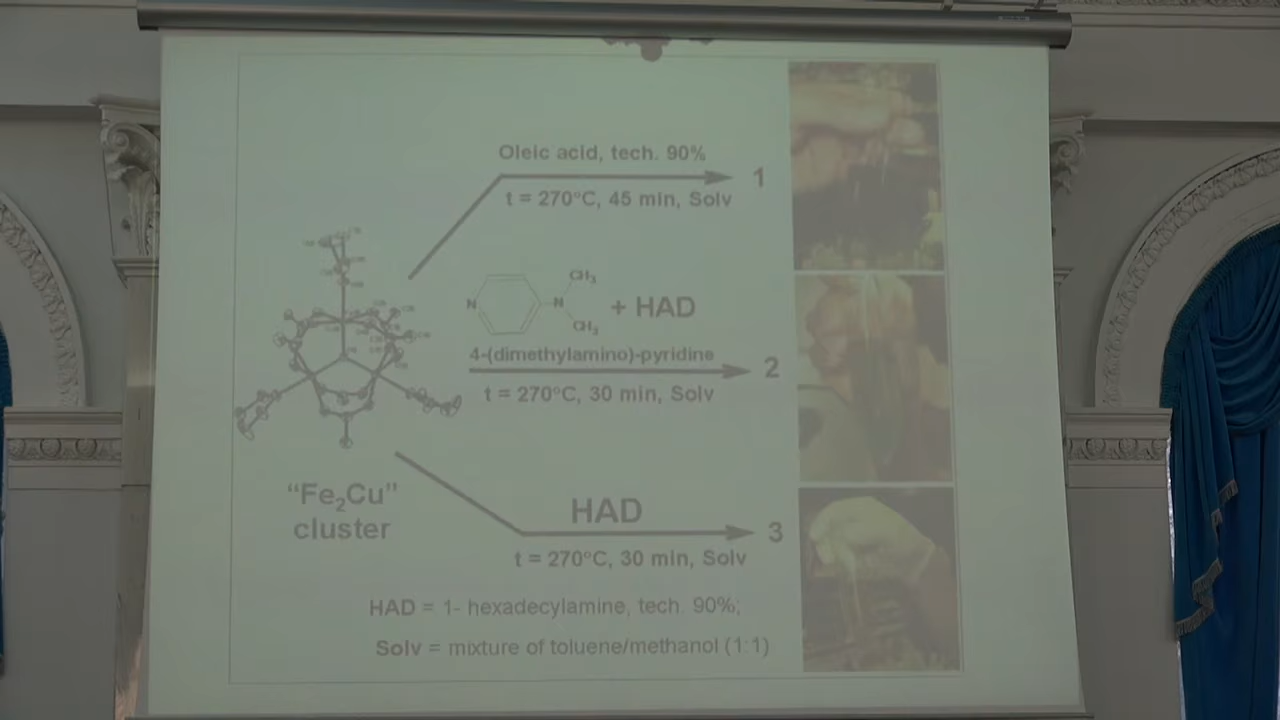 Oleic acid, tech. 90%
1
t = 270°C, 45 min, Solv
CH₃
N
N
+ HAD
CH₃
4-(dimethylamino)-pyridine
2
t = 270°C, 30 min, Solv
“Fe₂Cu”
cluster
HAD
3
t = 270°C, 30 min, Solv
HAD = 1- hexadecylamine, tech. 90%;
Solv = mixture of toluene/methanol (1:1)